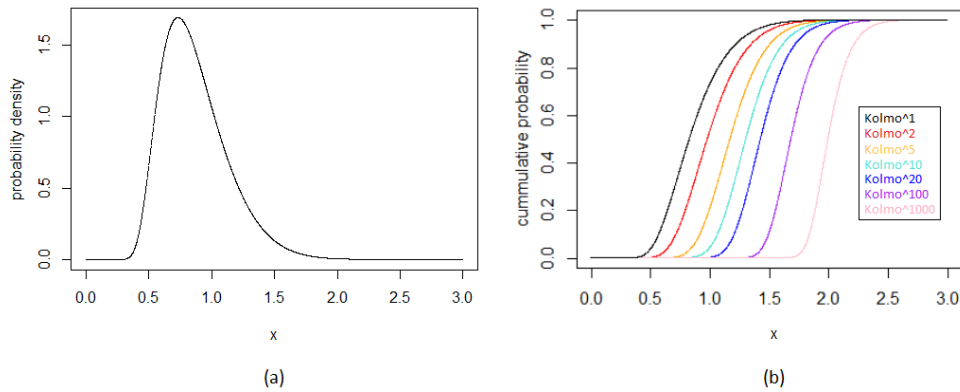 probability density
0.0 0.5 1.0 1.5
0.0 0.5 1.0 1.5 2.0 2.5 3.0
x
(a)
cummulative probability
0.0 0.2 0.4 0.6 0.8 1.0
Kolmo^1
Kolmo^2
Kolmo^5
Kolmo^10
Kolmo^20
Kolmo^100
Kolmo^1000
0.0 0.5 1.0 1.5 2.0 2.5 3.0
x
(b)